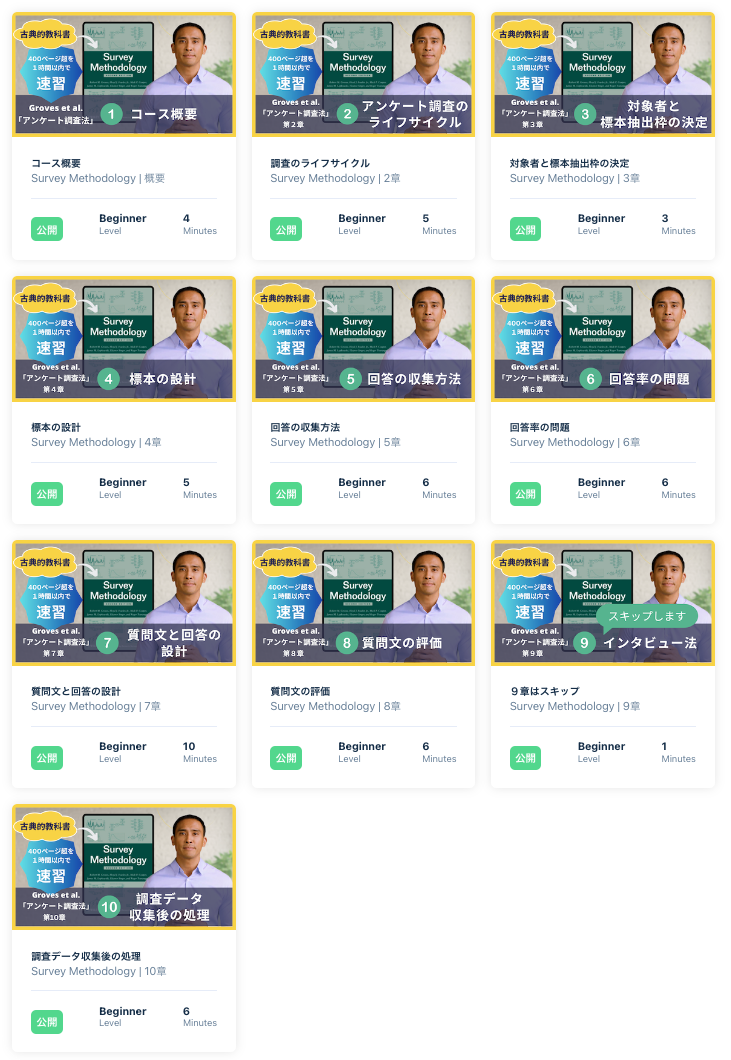 古典的教科書
400ページ超を
1時間以内で
速習
Survey
Methodology
SECOND EDITION
Groves et al.
「アンケート調査法」
1
コース概要
コース概要
Survey Methodology | 概要
公開
Beginner
Level
4
Minutes
古典的教科書
400ページ超を
1時間以内で
速習
Survey
Methodology
SECOND EDITION
Groves et al.
「アンケート調査法」
第2章
2
アンケート調査の
ライフサイクル
調査のライフサイクル
Survey Methodology | 2章
公開
Beginner
Level
5
Minutes
古典的教科書
400ページ超を
1時間以内で
速習
Survey
Methodology
SECOND EDITION
Groves et al.
「アンケート調査法」
第3章
3
対象者と
標本抽出枠の決定
対象者と標本抽出枠の決定
Survey Methodology | 3章
公開
Beginner
Level
3
Minutes
古典的教科書
400ページ超を
1時間以内で
速習
Survey
Methodology
SECOND EDITION
Groves et al.
「アンケート調査法」
第4章
4
標本の設計
標本の設計
Survey Methodology | 4章
公開
Beginner
Level
5
Minutes
古典的教科書
400ページ超を
1時間以内で
速習
Survey
Methodology
SECOND EDITION
Groves et al.
「アンケート調査法」
第5章
5
回答の収集方法
回答の収集方法
Survey Methodology | 5章
公開
Beginner
Level
6
Minutes
古典的教科書
400ページ超を
1時間以内で
速習
Survey
Methodology
SECOND EDITION
Groves et al.
「アンケート調査法」
第6章
6
回答率の問題
回答率の問題
Survey Methodology | 6章
公開
Beginner
Level
6
Minutes
古典的教科書
400ページ超を
1時間以内で
速習
Survey
Methodology
SECOND EDITION
Groves et al.
「アンケート調査法」
第7章
7
質問文と回答の
設計
質問文と回答の設計
Survey Methodology | 7章
公開
Beginner
Level
10
Minutes
古典的教科書
400ページ超を
1時間以内で
速習
Survey
Methodology
SECOND EDITION
Groves et al.
「アンケート調査法」
第8章
8
質問文の評価
質問文の評価
Survey Methodology | 8章
公開
Beginner
Level
6
Minutes
古典的教科書
400ページ超を
1時間以内で
速習
Survey
Methodology
スキップします
Groves et al.
「アンケート調査法」
第9章
9
インタビュー法
９章はスキップ
Survey Methodology | 9章
公開
Beginner
Level
1
Minutes
古典的教科書
400ページ超を
1時間以内で
速習
Survey
Methodology
SECOND EDITION
Groves et al.
「アンケート調査法」
第10章
10
調査データ
収集後の処理
調査データ収集後の処理
Survey Methodology | 10章
公開
Beginner
Level
6
Minutes